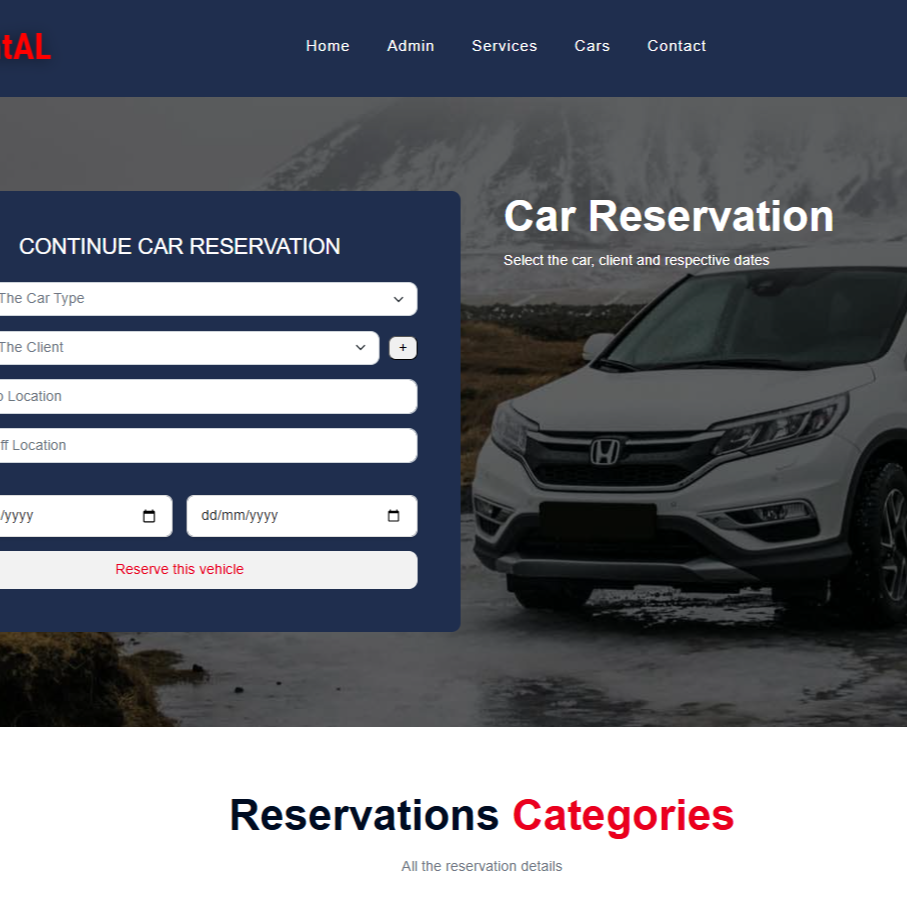 tAL
Home Admin Services Cars Contact
Car Reservation
Select the car, client and respective dates
CONTINUE CAR RESERVATION
The Car Type
The Client
+
Location
ff Location
/yyyy dd/mm/yyyy
Reserve this vehicle
Reservations Categories
All the reservation details